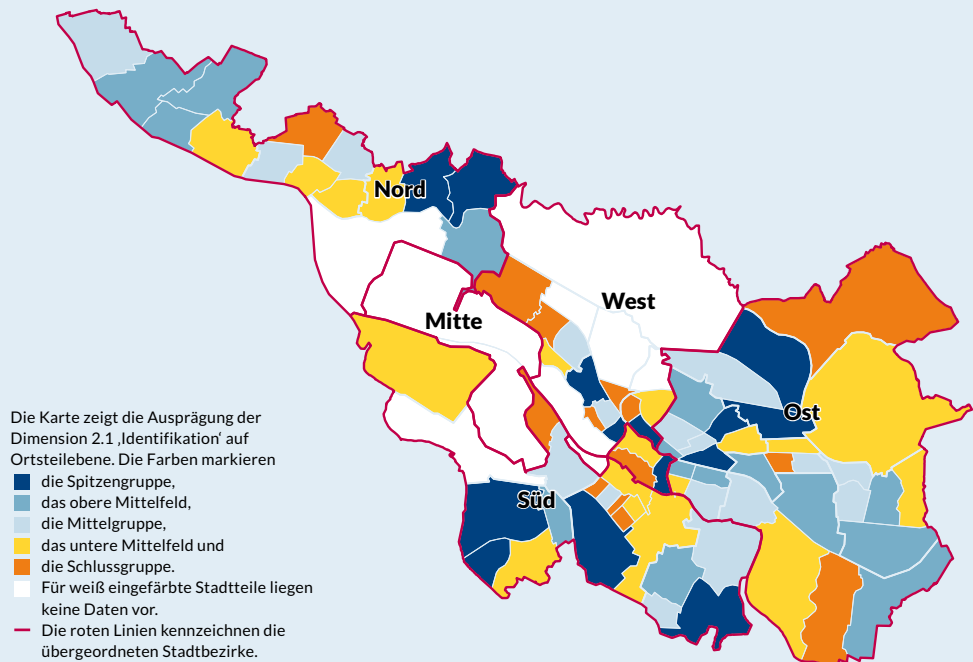 Nord
West
Mitte
Ost
Süd
Die Karte zeigt die Ausprägung der
Dimension 2.1 ‚Identifikation‘ auf
Ortsteilebene. Die Farben markieren
die Spitzengruppe,
das obere Mittelfeld,
die Mittelgruppe,
das untere Mittelfeld und
die Schlussgruppe.
Für weiß eingefärbte Stadtteile liegen
keine Daten vor.
Die roten Linien kennzeichnen die
übergeordneten Stadtbezirke.